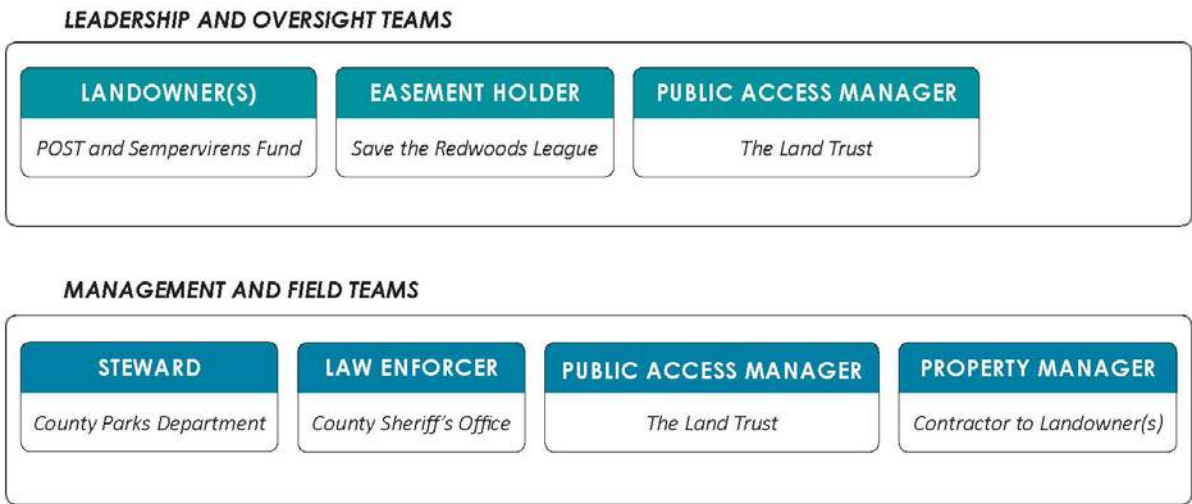 LEADERSHIP AND OVERSIGHT TEAMS
LANDOWNER(S)
POST and Sempervirens Fund
EASEMENT HOLDER
Save the Redwoods League
PUBLIC ACCESS MANAGER
The Land Trust
MANAGEMENT AND FIELD TEAMS
STEWARD
County Parks Department
LAW ENFORCER
County Sheriff's Office
PUBLIC ACCESS MANAGER
The Land Trust
PROPERTY MANAGER
Contractor to Landowner(s)